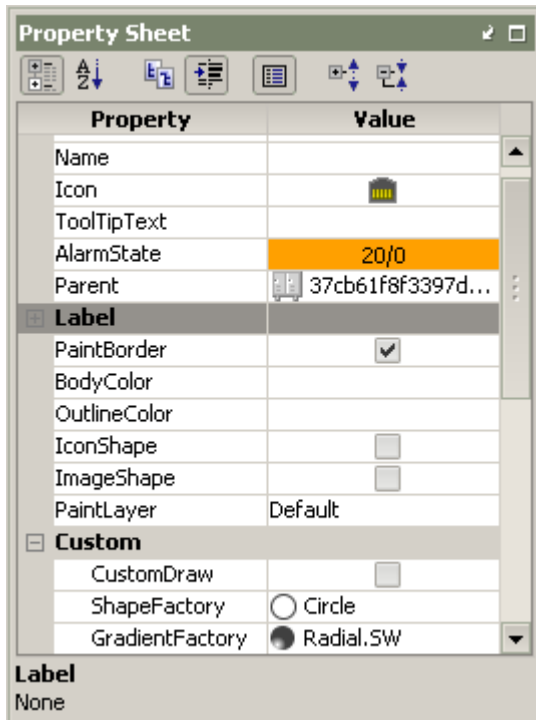 Property Sheet
Property Value
Name
Icon
ToolTipText
AlarmState 20/0
Parent 37cb61f8f3397d...
Label
PaintBorder
BodyColor
OutlineColor
IconShape
ImageShape
PaintLayer Default
Custom
CustomDraw
ShapeFactory Circle
GradientFactory Radial.SW
Label
None